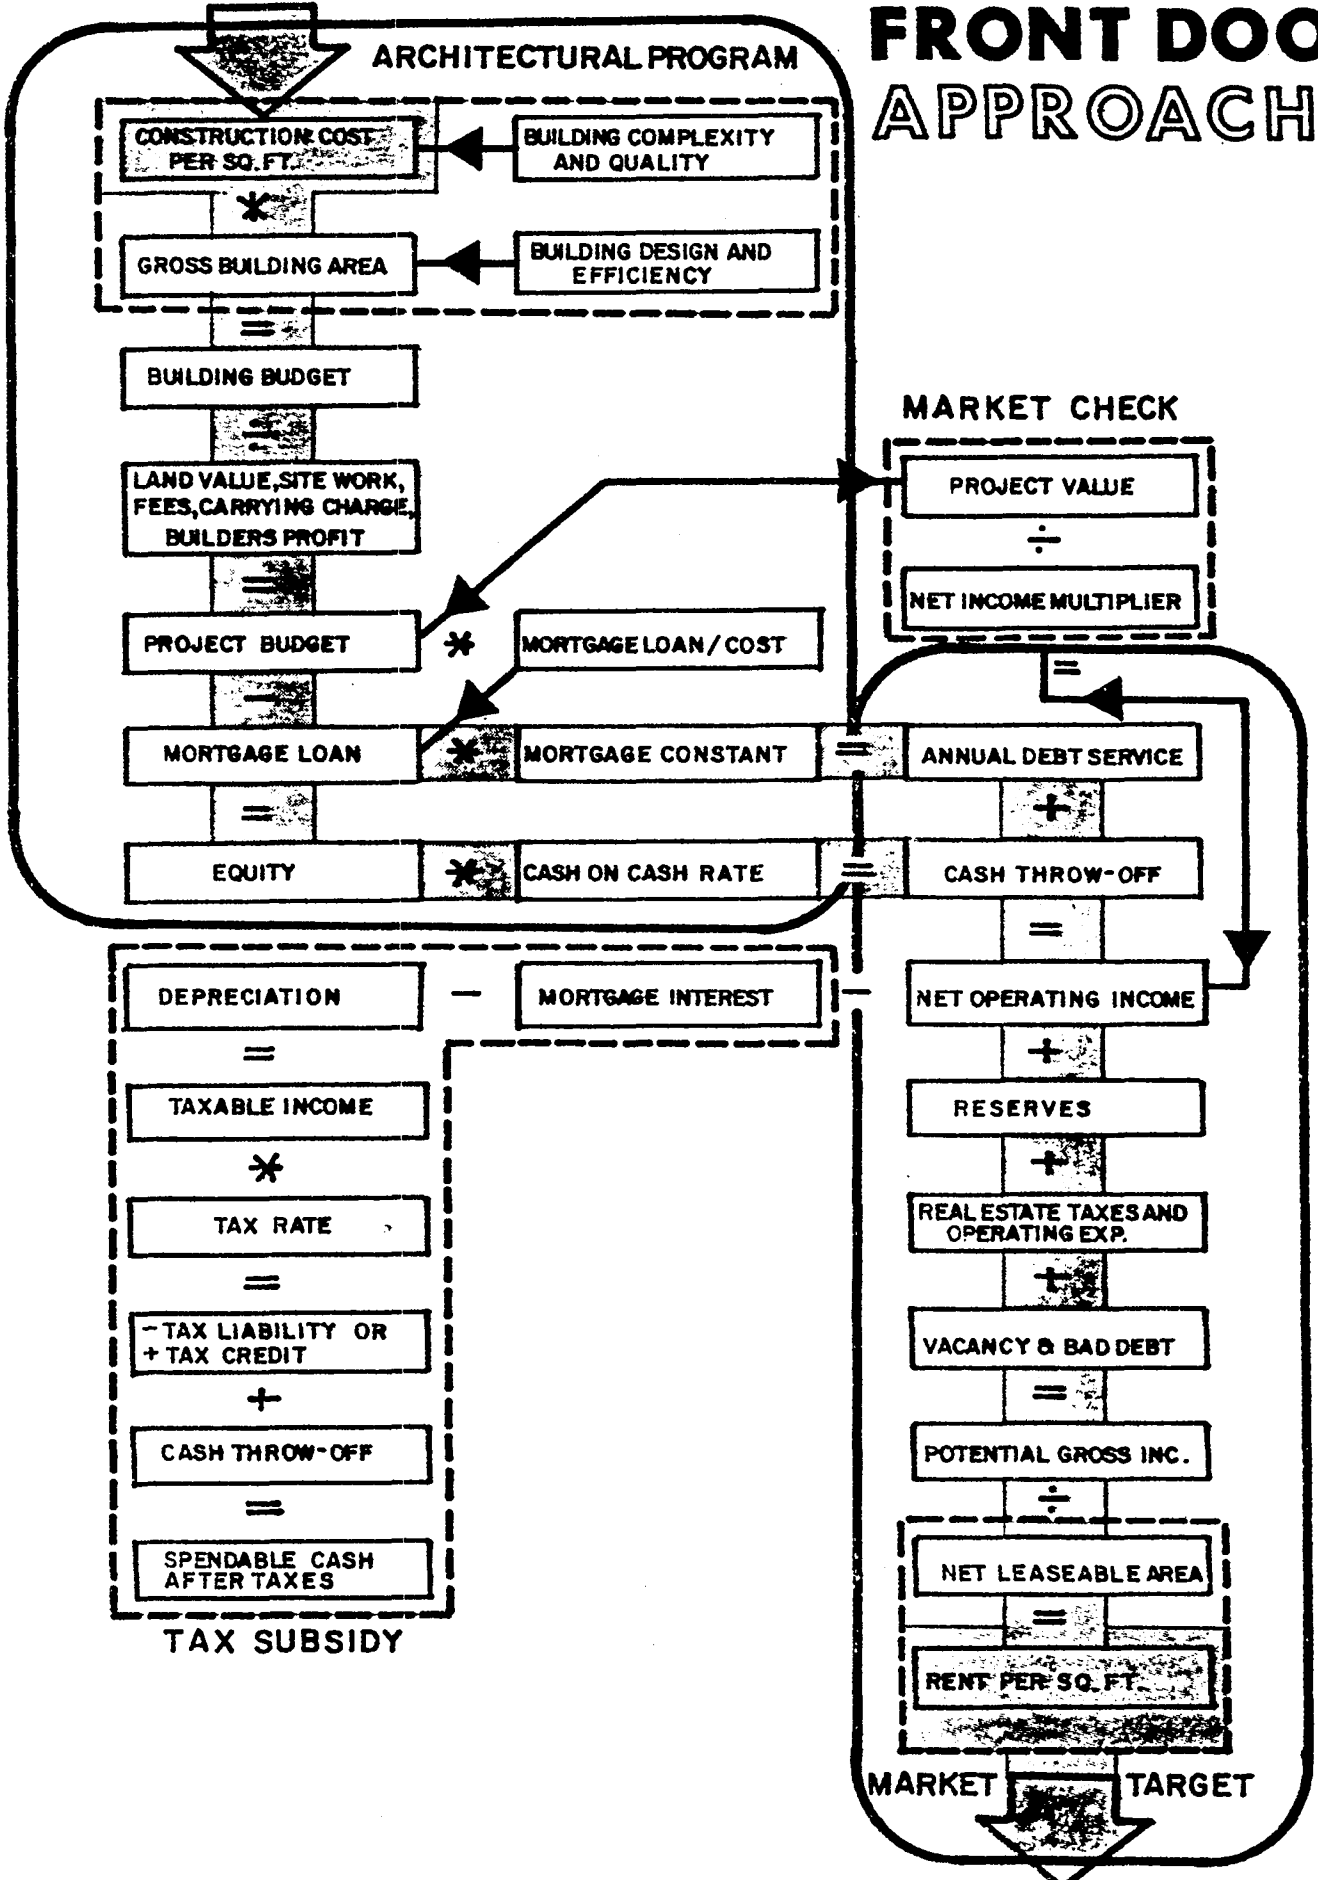 FRONT DOO
APPROACH
ARCHITECTURAL PROGRAM
CONSTRUCTION COST
PER SQ. FT.
BUILDING COMPLEXITY
AND QUALITY
*
GROSS BUILDING AREA
BUILDING DESIGN AND
EFFICIENCY
=
BUILDING BUDGET
÷
LAND VALUE, SITE WORK,
FEES, CARRYING CHARGE,
BUILDERS PROFIT
=
PROJECT BUDGET
*
MORTGAGE LOAN / COST
-
MORTGAGE LOAN
*
MORTGAGE CONSTANT
=
ANNUAL DEBT SERVICE
=
EQUITY
*
CASH ON CASH RATE
=
CASH THROW-OFF
MARKET CHECK
PROJECT VALUE
÷
NET INCOME MULTIPLIER
=
+
=
NET OPERATING INCOME
+
RESERVES
+
REAL ESTATE TAXES AND
OPERATING EXP.
+
VACANCY & BAD DEBT
=
POTENTIAL GROSS INC.
÷
NET LEASEABLE AREA
=
RENT PER SQ. FT.
MARKET TARGET
DEPRECIATION
-
MORTGAGE INTEREST
-
=
TAXABLE INCOME
*
TAX RATE
=
- TAX LIABILITY OR
+ TAX CREDIT
+
CASH THROW-OFF
=
SPENDABLE CASH
AFTER TAXES
TAX SUBSIDY